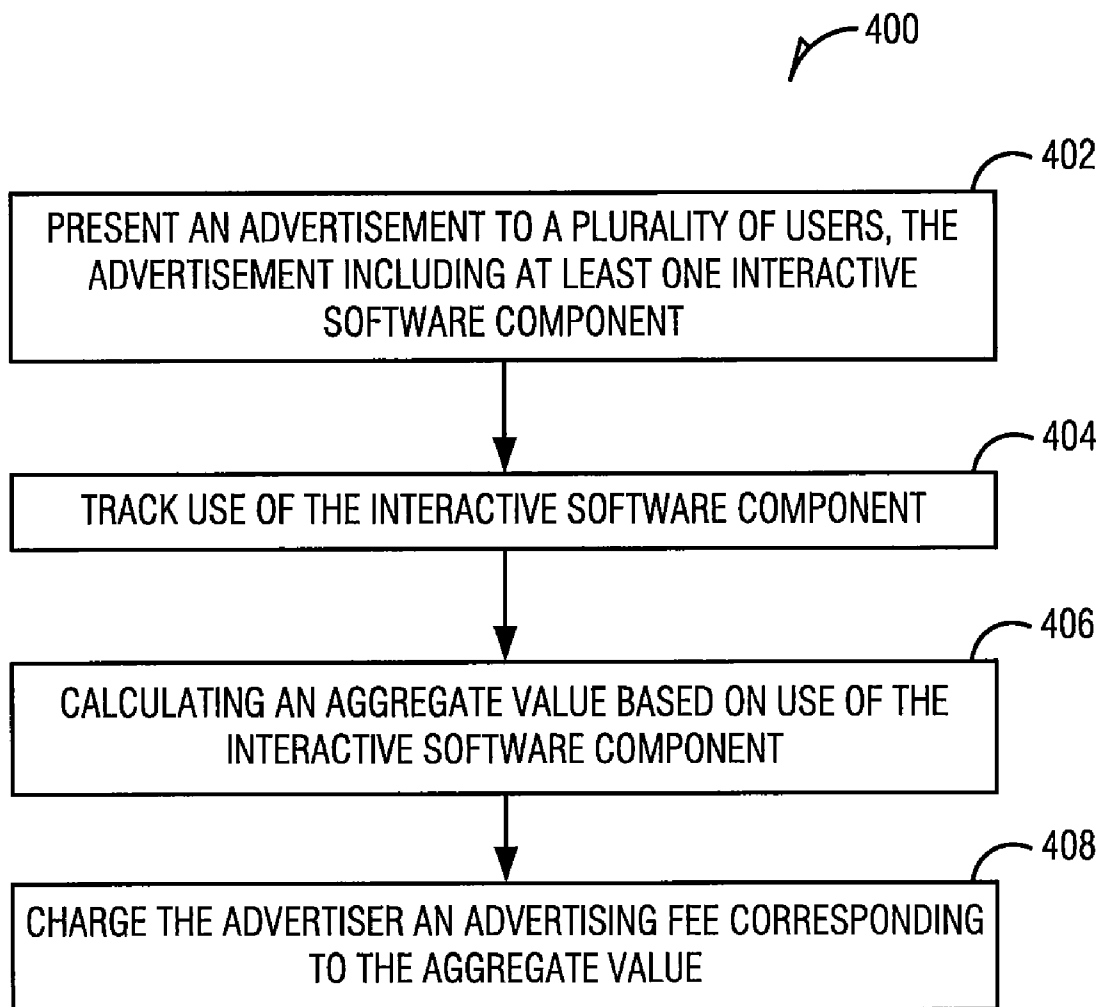 400
402
PRESENT AN ADVERTISEMENT TO A PLURALITY OF USERS, THE
ADVERTISEMENT INCLUDING AT LEAST ONE INTERACTIVE
SOFTWARE COMPONENT
404
TRACK USE OF THE INTERACTIVE SOFTWARE COMPONENT
406
CALCULATING AN AGGREGATE VALUE BASED ON USE OF THE
INTERACTIVE SOFTWARE COMPONENT
408
CHARGE THE ADVERTISER AN ADVERTISING FEE CORRESPONDING
TO THE AGGREGATE VALUE